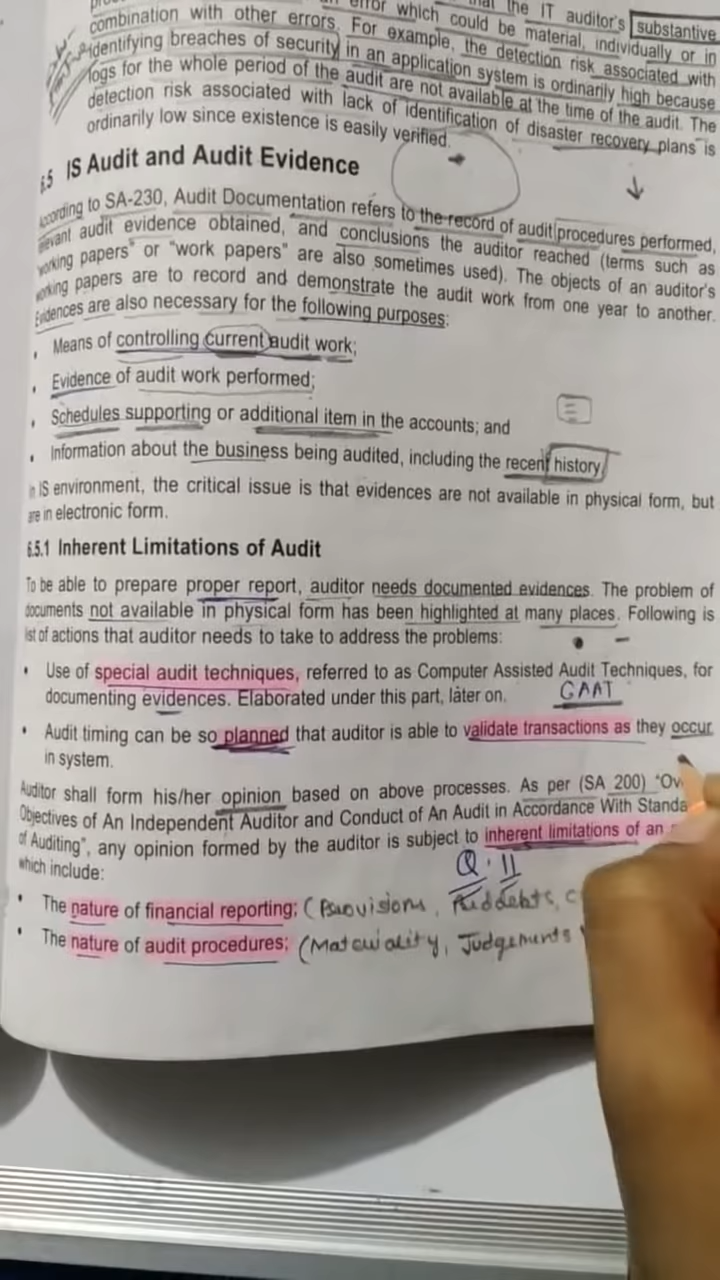 that the IT auditor's substantive
error which could be material, individually or in
combination with other errors. For example, the detection risk associated with
identifying breaches of security in an application system is ordinarily high because
logs for the whole period of the audit are not available at the time of the audit. The
detection risk associated with lack of identification of disaster recovery plans is
ordinarily low since existence is easily verified.
6.5 IS Audit and Audit Evidence
According to SA-230, Audit Documentation refers to the record of audit procedures performed,
relevant audit evidence obtained, and conclusions the auditor reached (terms such as
"working papers" or "work papers" are also sometimes used). The objects of an auditor's
working papers are to record and demonstrate the audit work from one year to another.
Evidences are also necessary for the following purposes:
• Means of controlling current audit work;
• Evidence of audit work performed;
• Schedules supporting or additional item in the accounts; and
• Information about the business being audited, including the recent history.
In IS environment, the critical issue is that evidences are not available in physical form, but
are in electronic form.
6.5.1 Inherent Limitations of Audit
To be able to prepare proper report, auditor needs documented evidences. The problem of
documents not available in physical form has been highlighted at many places. Following is
list of actions that auditor needs to take to address the problems:
• Use of special audit techniques, referred to as Computer Assisted Audit Techniques, for
documenting evidences. Elaborated under this part, later on. CAAT
• Audit timing can be so planned that auditor is able to validate transactions as they occur
in system.
Auditor shall form his/her opinion based on above processes. As per (SA 200) "Ov
Objectives of An Independent Auditor and Conduct of An Audit in Accordance With Standa
of Auditing", any opinion formed by the auditor is subject to inherent limitations of an
which include:
Q. 11
• The nature of financial reporting; (Provisions, Bad debts, c
• The nature of audit procedures; (Materiality, Judgements